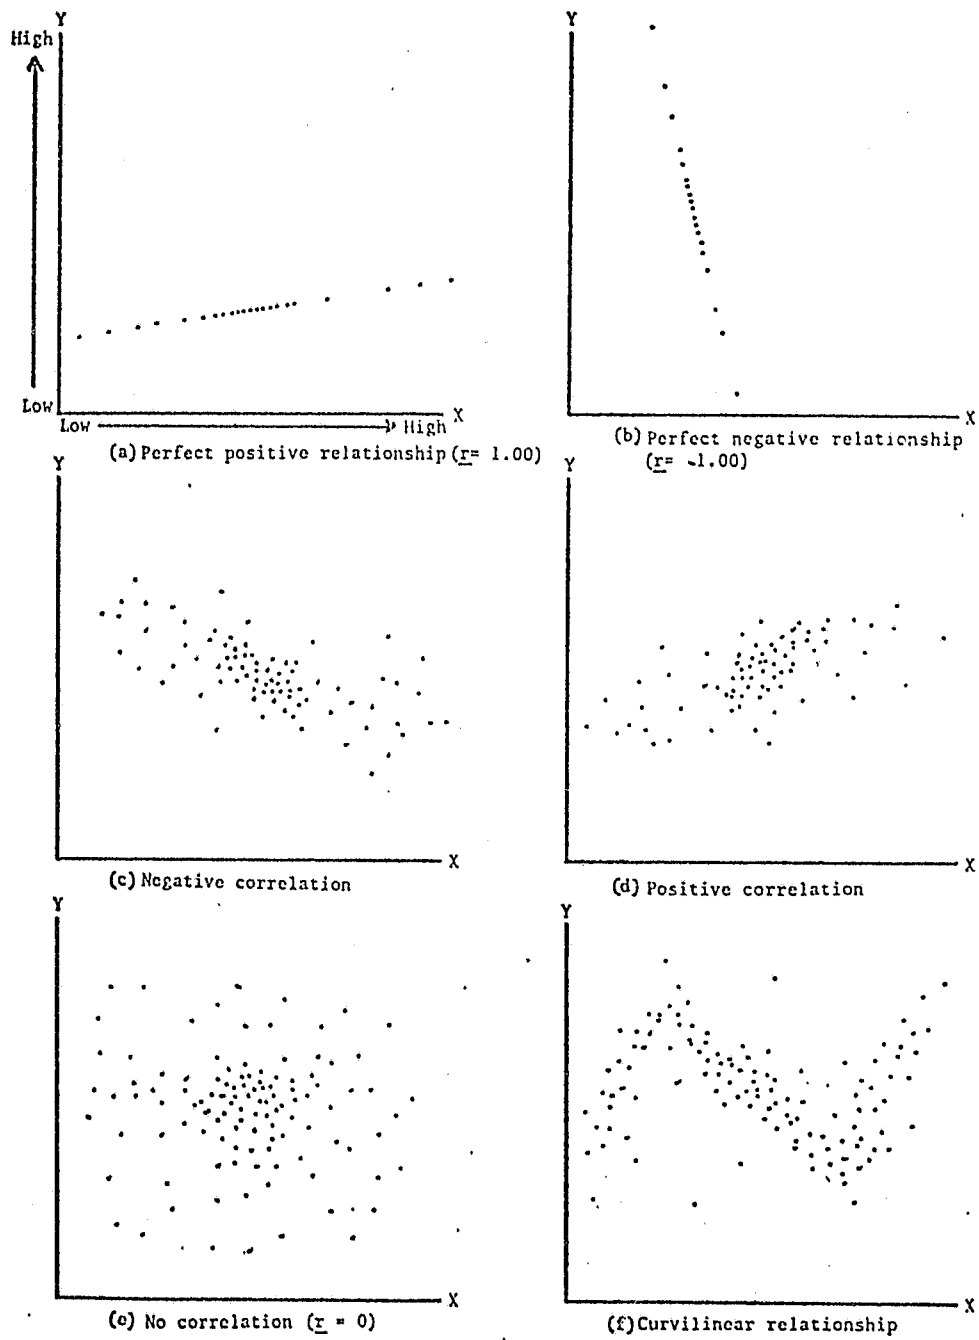 Y
High
Low
Low High X
(a) Perfect positive relationship (r= 1.00)
Y
X
(b) Perfect negative relationship
(r= -1.00)
Y
X
(c) Negative correlation
Y
X
(d) Positive correlation
Y
X
(e) No correlation (r = 0)
Y
X
(f) Curvilinear relationship